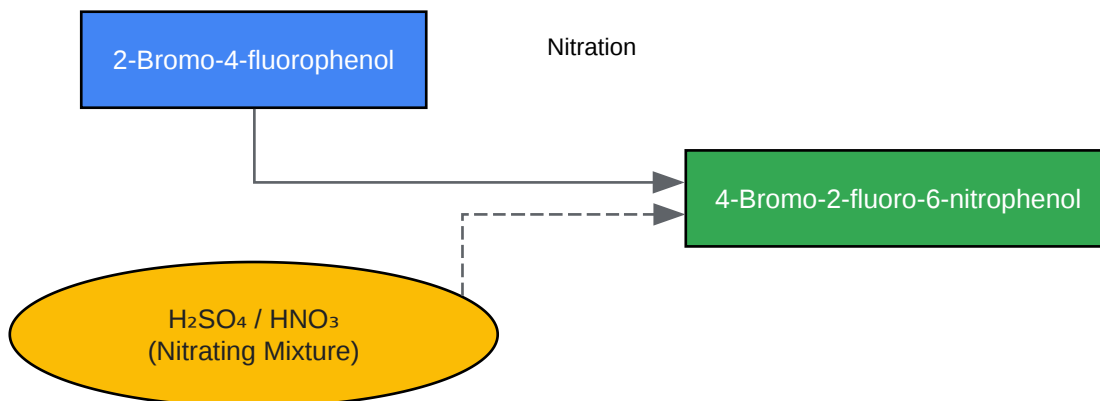 2-Bromo-4-fluorophenol
Nitration
4-Bromo-2-fluoro-6-nitrophenol
H₂SO₄ / HNO₃
(Nitrating Mixture)